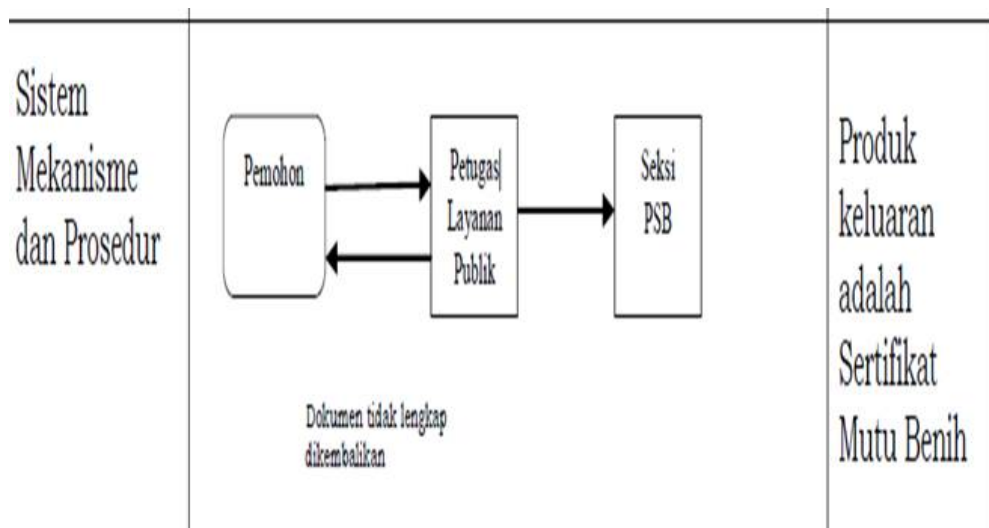 Sistem
Mekanisme
dan Prosedur
Pemohon
Petugas
Layanan
Publik
Seksi
PSB
Dokumen tidak lengkap
dikembalikan
Produk
keluaran
adalah
Sertifikat
Mutu Benih